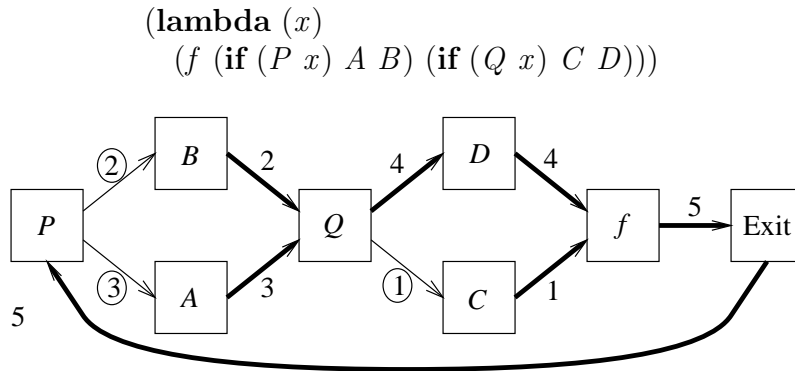 (lambda (x)
(f (if (P x) A B) (if (Q x) C D)))
B D
2 2 4 4
P Q f 5 Exit
3 3 1 1
A C
5